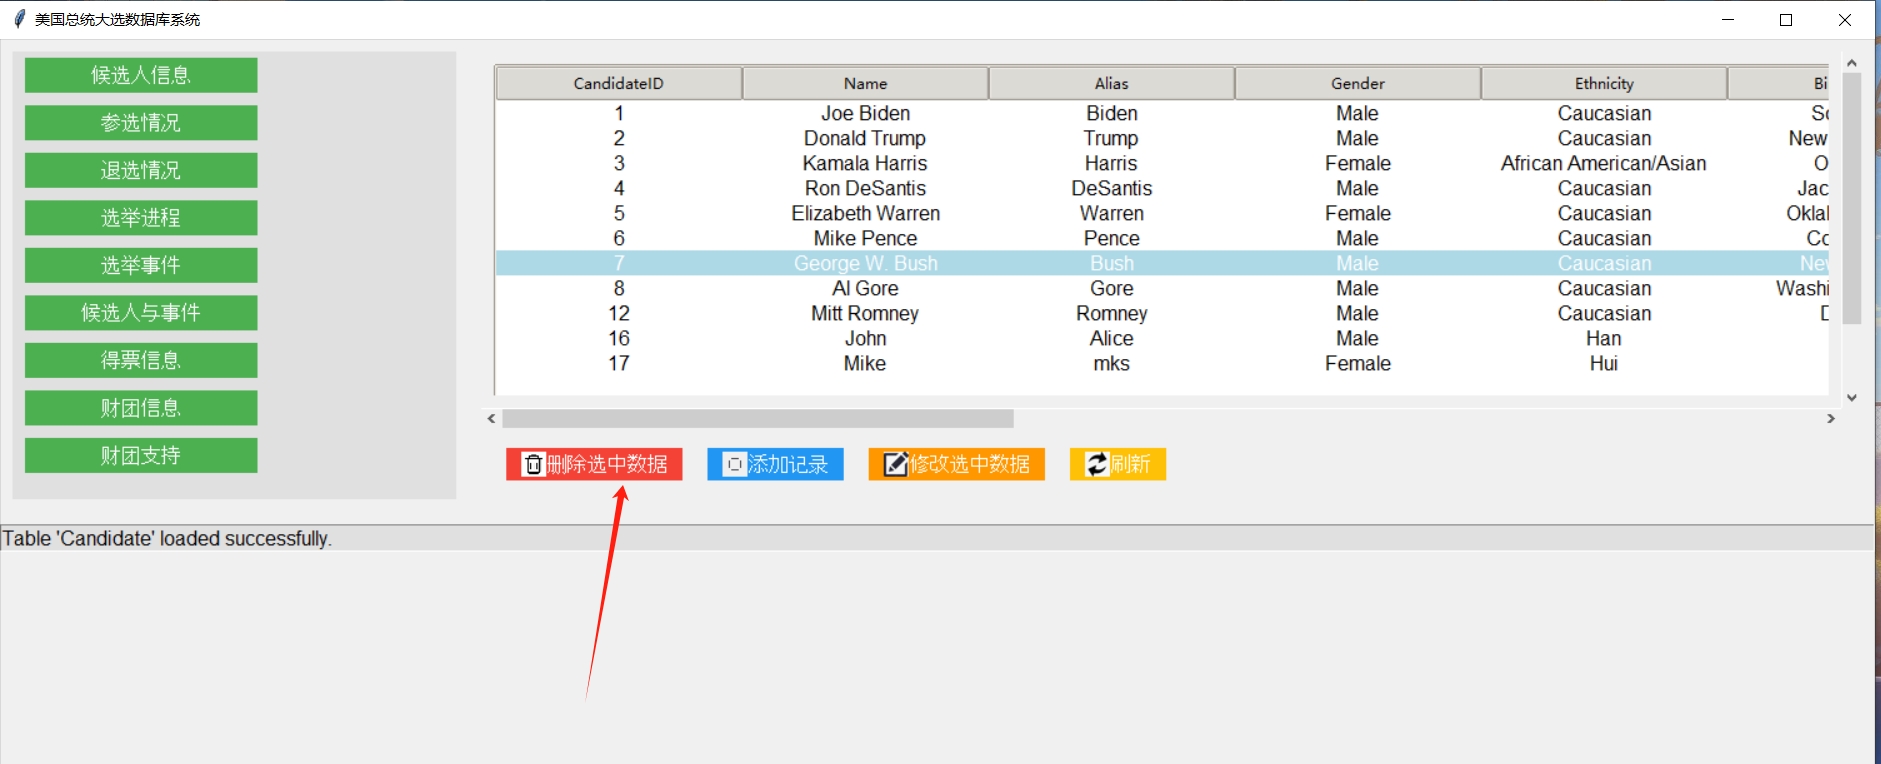 美国总统大选数据库系统
候选人信息
参选情况
退选情况
选举进程
选举事件
候选人与事件
得票信息
财团信息
财团支持
CandidateID Name Alias Gender Ethnicity Bi
1 Joe Biden Biden Male Caucasian Sc
2 Donald Trump Trump Male Caucasian New
3 Kamala Harris Harris Female African American/Asian O
4 Ron DeSantis DeSantis Male Caucasian Jac
5 Elizabeth Warren Warren Female Caucasian Oklal
6 Mike Pence Pence Male Caucasian Co
7 George W. Bush Bush Male Caucasian Nev
8 Al Gore Gore Male Caucasian Washi
12 Mitt Romney Romney Male Caucasian D
16 John Alice Male Han
17 Mike mks Female Hui
删除选中数据 添加记录 修改选中数据 刷新
Table 'Candidate' loaded successfully.